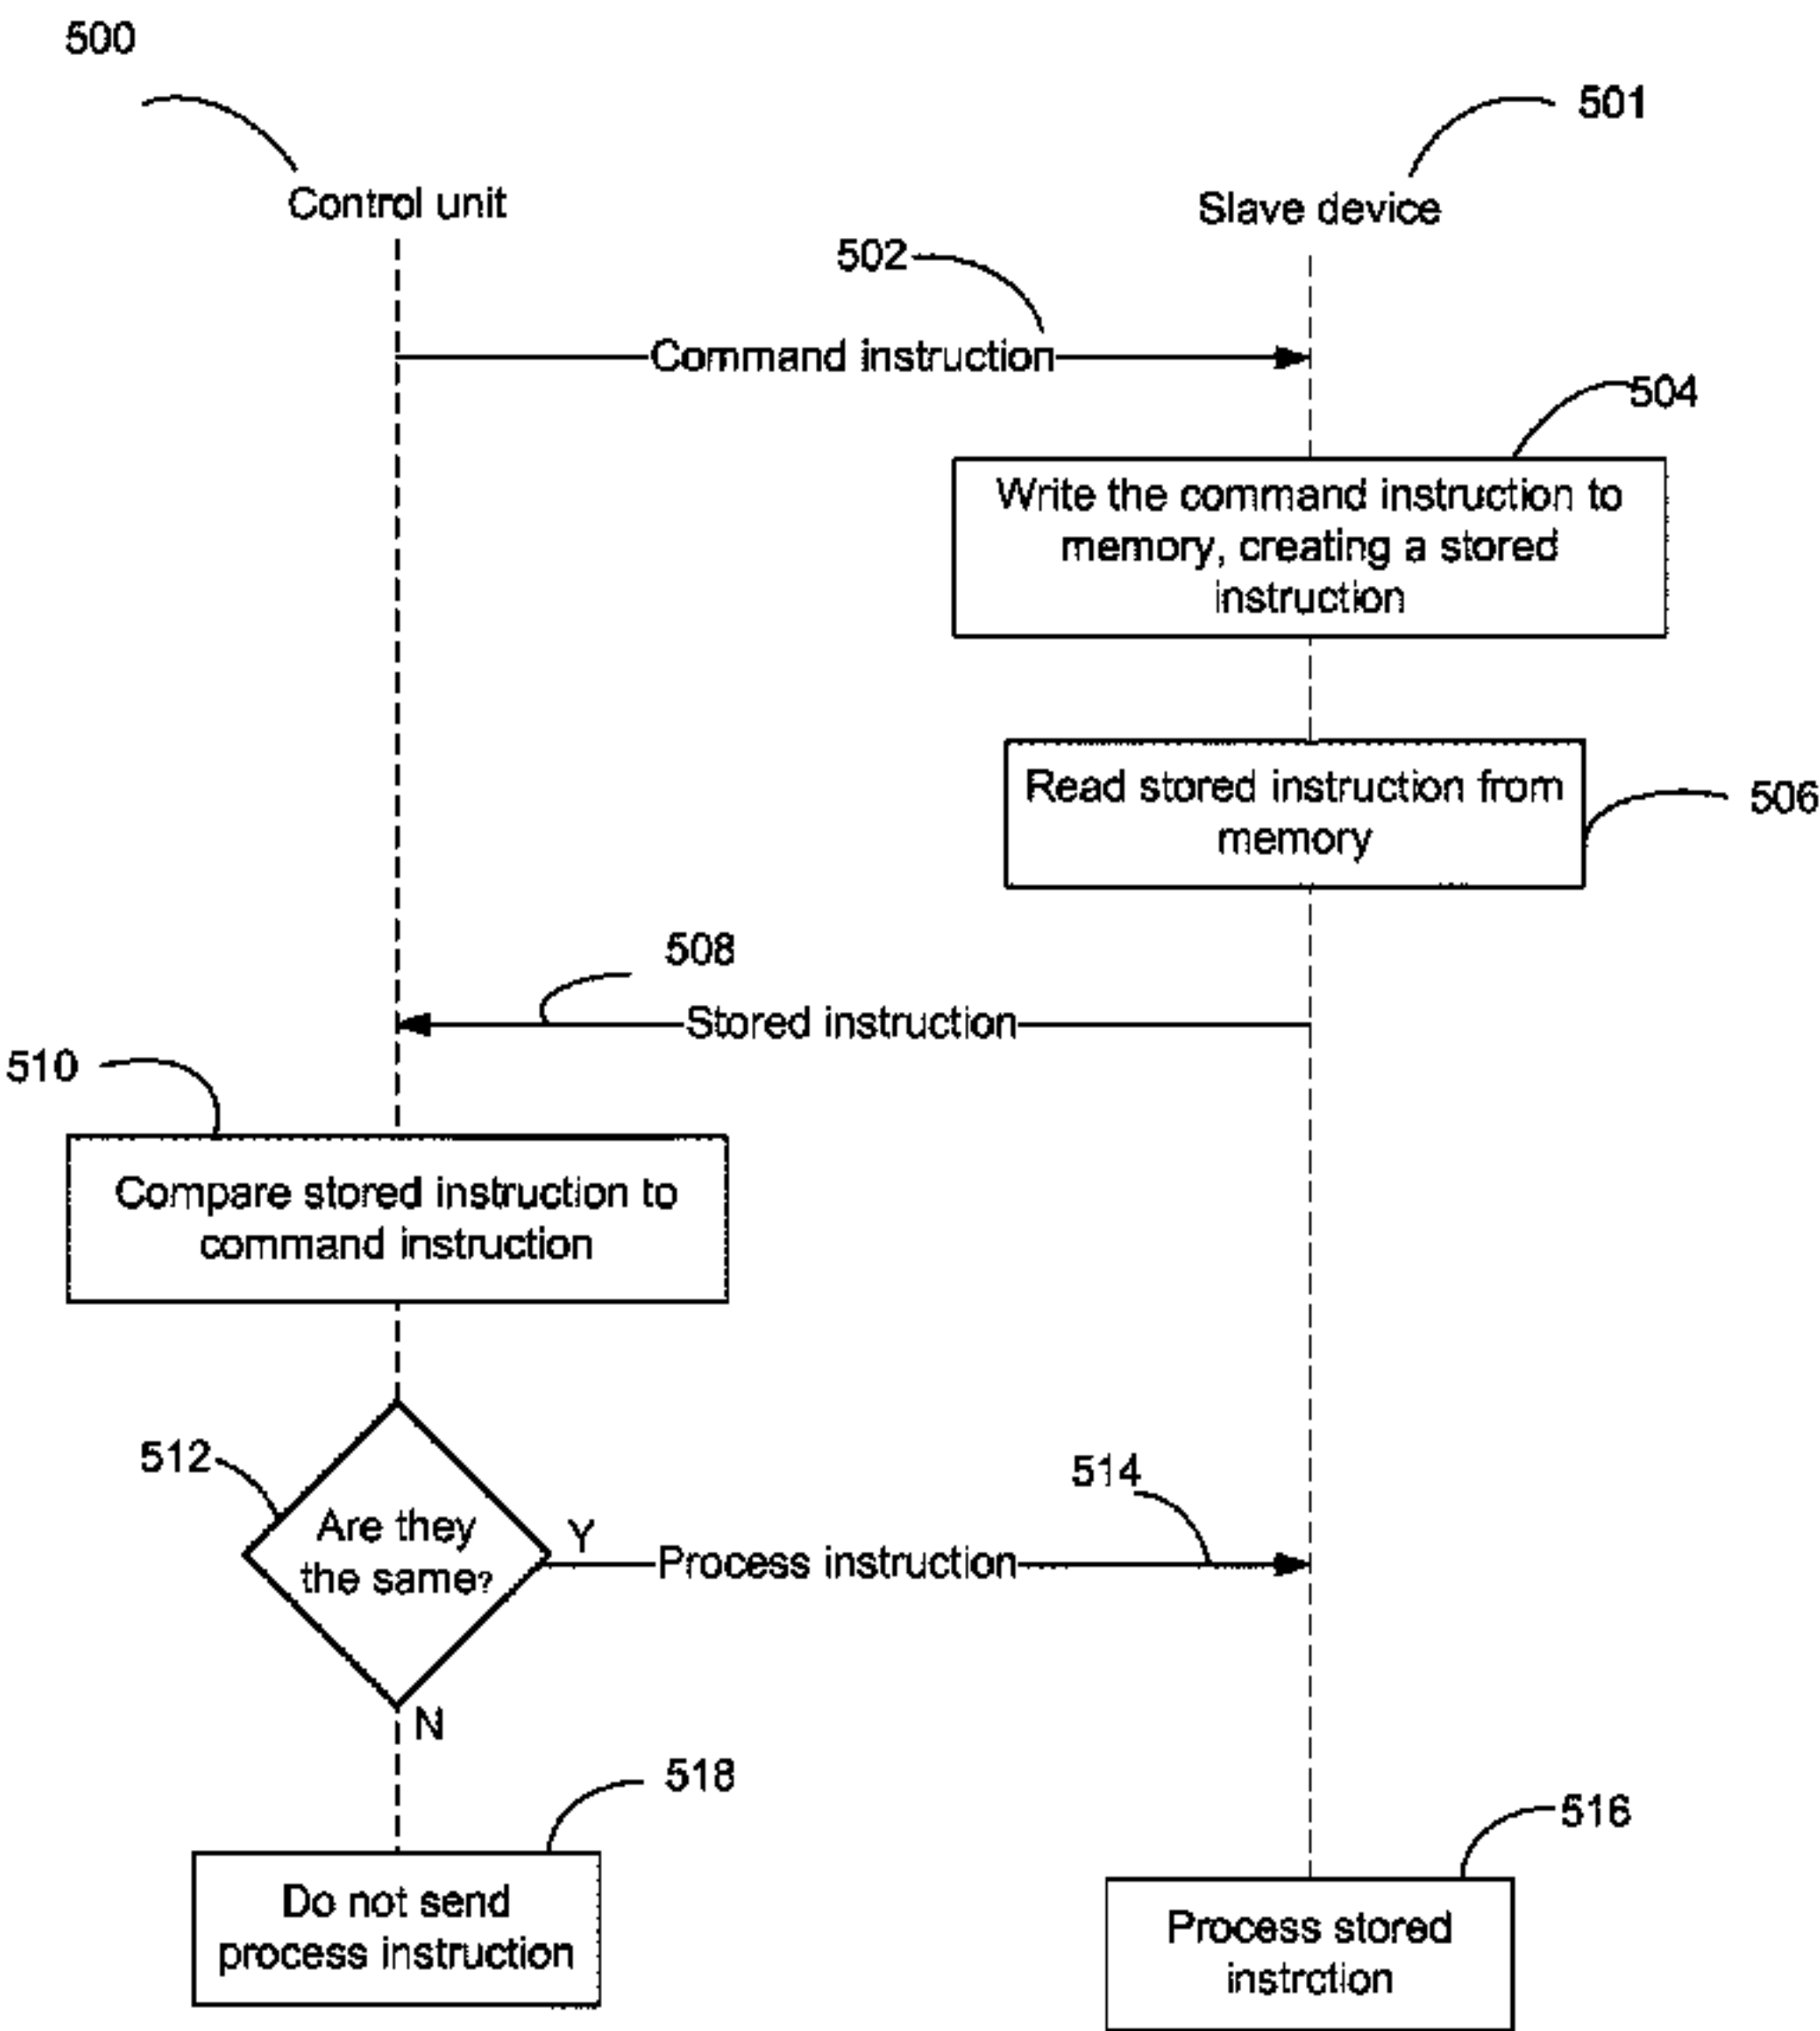 500
501
Control unit
Slave device
502
Command instruction
504
Write the command instruction to
memory, creating a stored
instruction
Read stored instruction from
memory
506
508
Stored instruction
510
Compare stored instruction to
command instruction
512
Are they
the same?
Y
514
Process instruction
N
518
516
Do not send
process instruction
Process stored
instrction